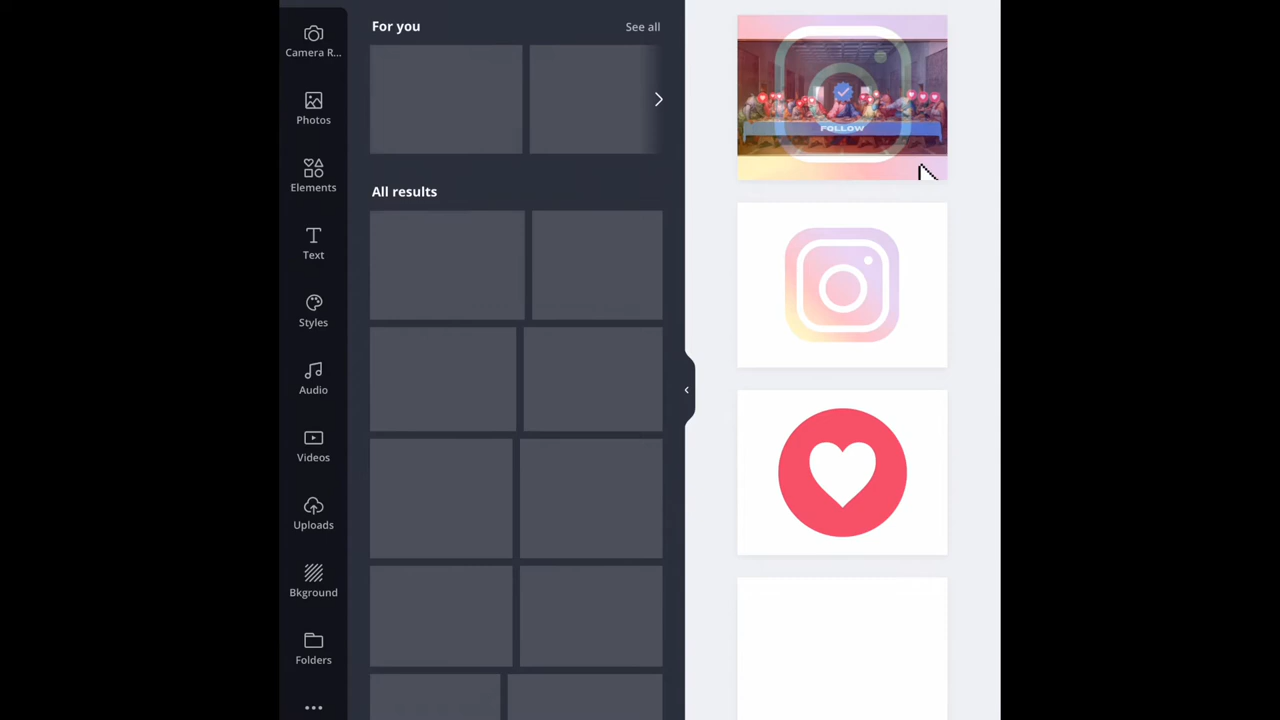 Camera R...
Photos
Elements
Text
Styles
Audio
Videos
Uploads
Bkground
Folders
For you
See all
All results
FOLLOW